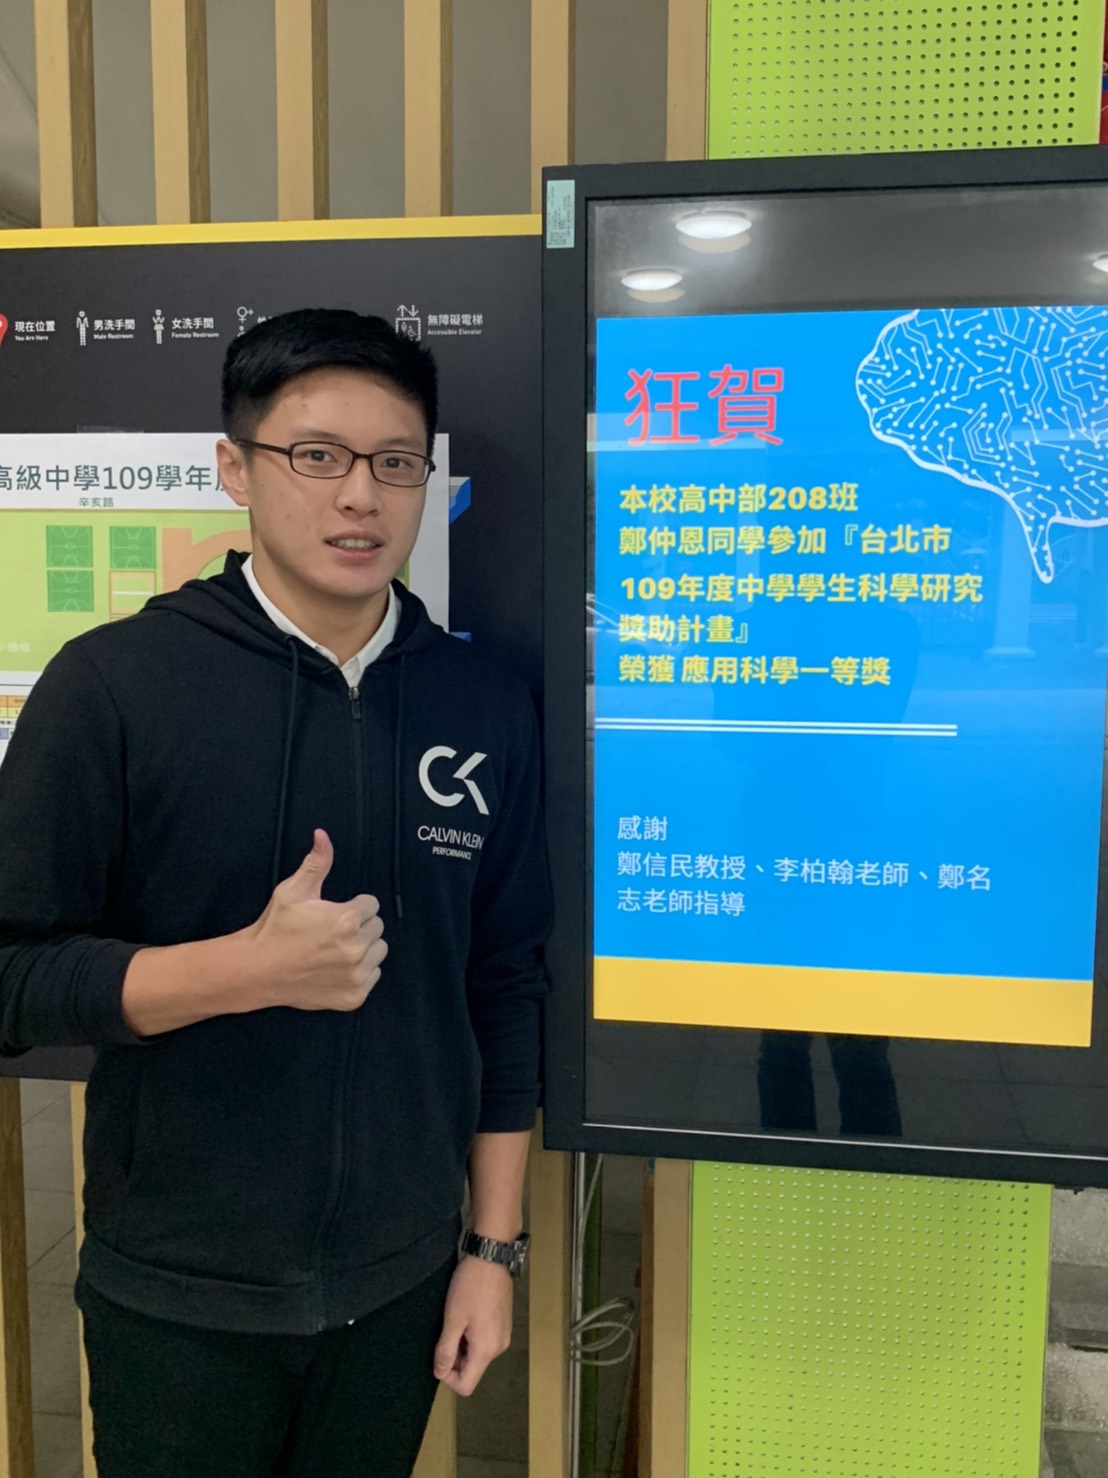 現在位置
You Are Here
男洗手間
Male Restroom
女洗手間
Female Restroom
無障礙電梯
Accessible Elevator
高級中學109學年
辛亥路
CK
CALVIN KLEIN
PERFORMANCE
狂賀
本校高中部208班
鄭仲恩同學參加『台北市
109年度中學學生科學研究
獎助計畫』
榮獲 應用科學一等獎
感謝
鄭信民教授、李柏翰老師、鄭名
志老師指導